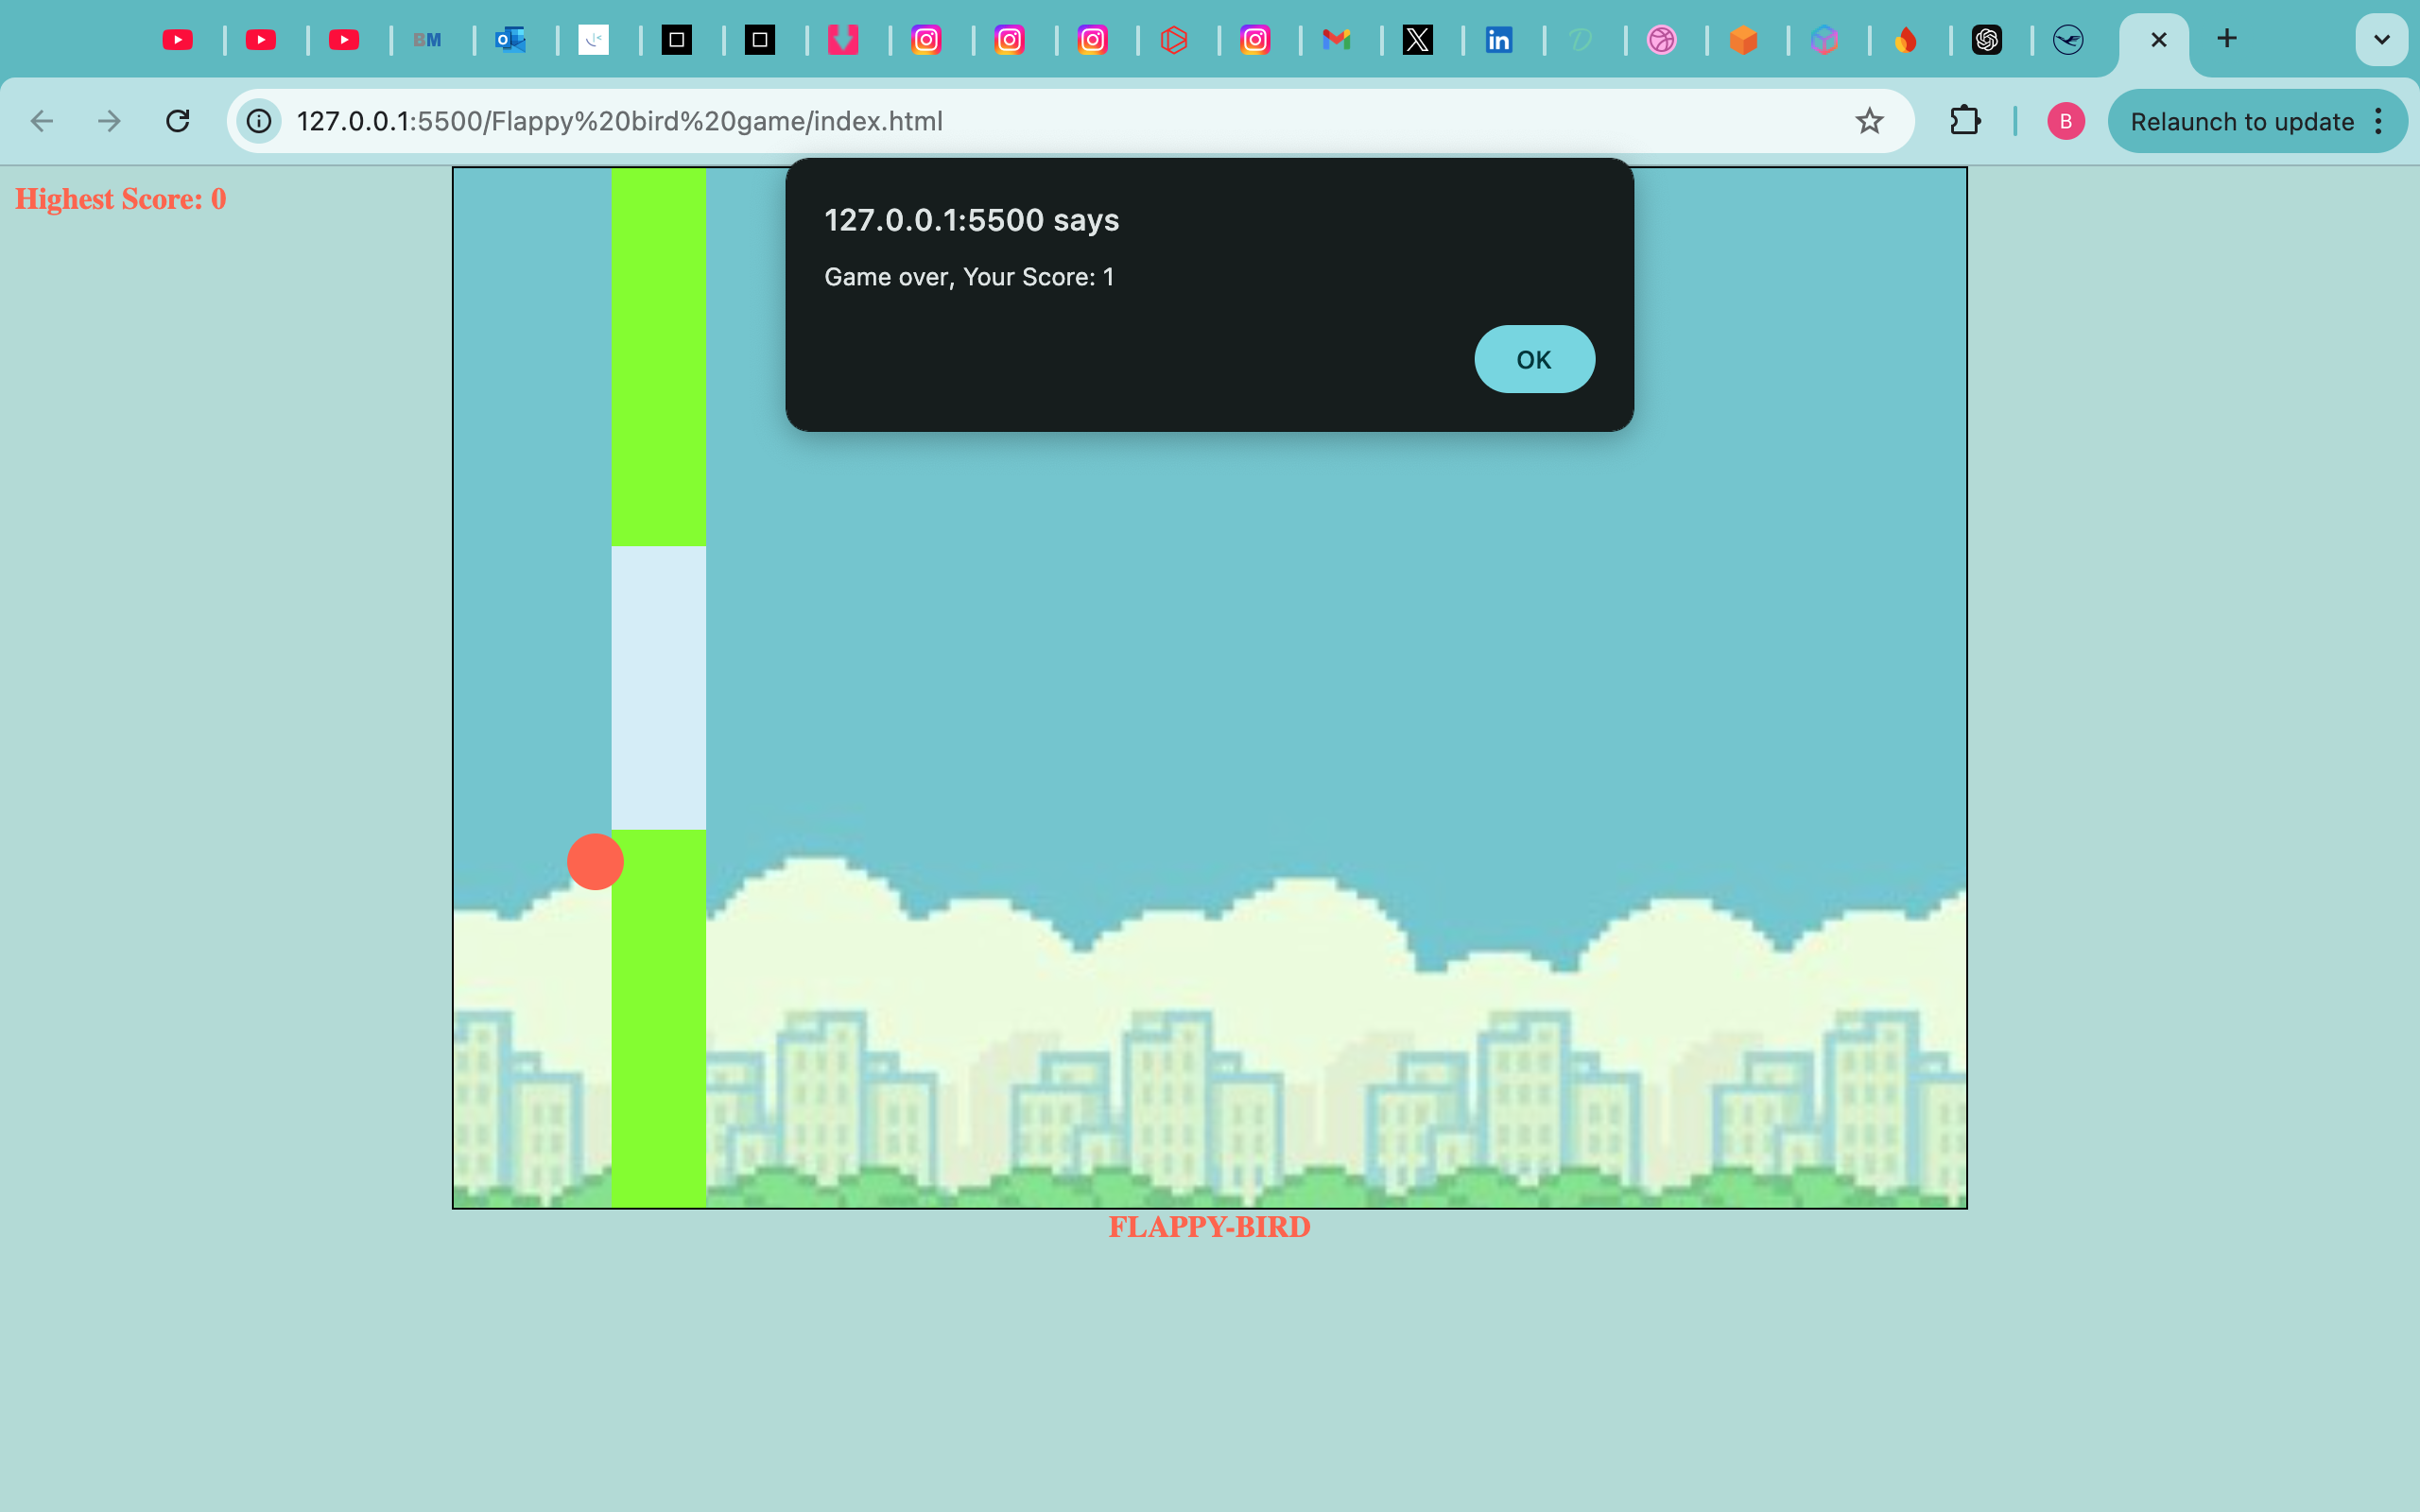 BM
127.0.0.1:5500/Flappy%20bird%20game/index.html
B
Relaunch to update
Highest Score: 0
127.0.0.1:5500 says
Game over, Your Score: 1
OK
FLAPPY-BIRD